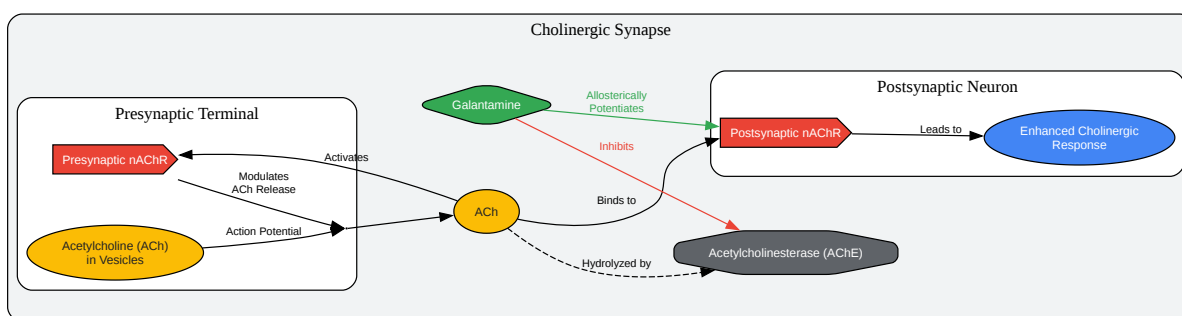 Cholinergic Synapse
Presynaptic Terminal
Presynaptic nAChR
Acetylcholine (ACh)
in Vesicles
Modulates
ACh Release
Action Potential
Activates
ACh
Galantamine
Allosterically
Potentiates
Inhibits
Binds to
Hydrolyzed by
Acetylcholinesterase (AChE)
Postsynaptic Neuron
Postsynaptic nAChR
Leads to
Enhanced Cholinergic
Response